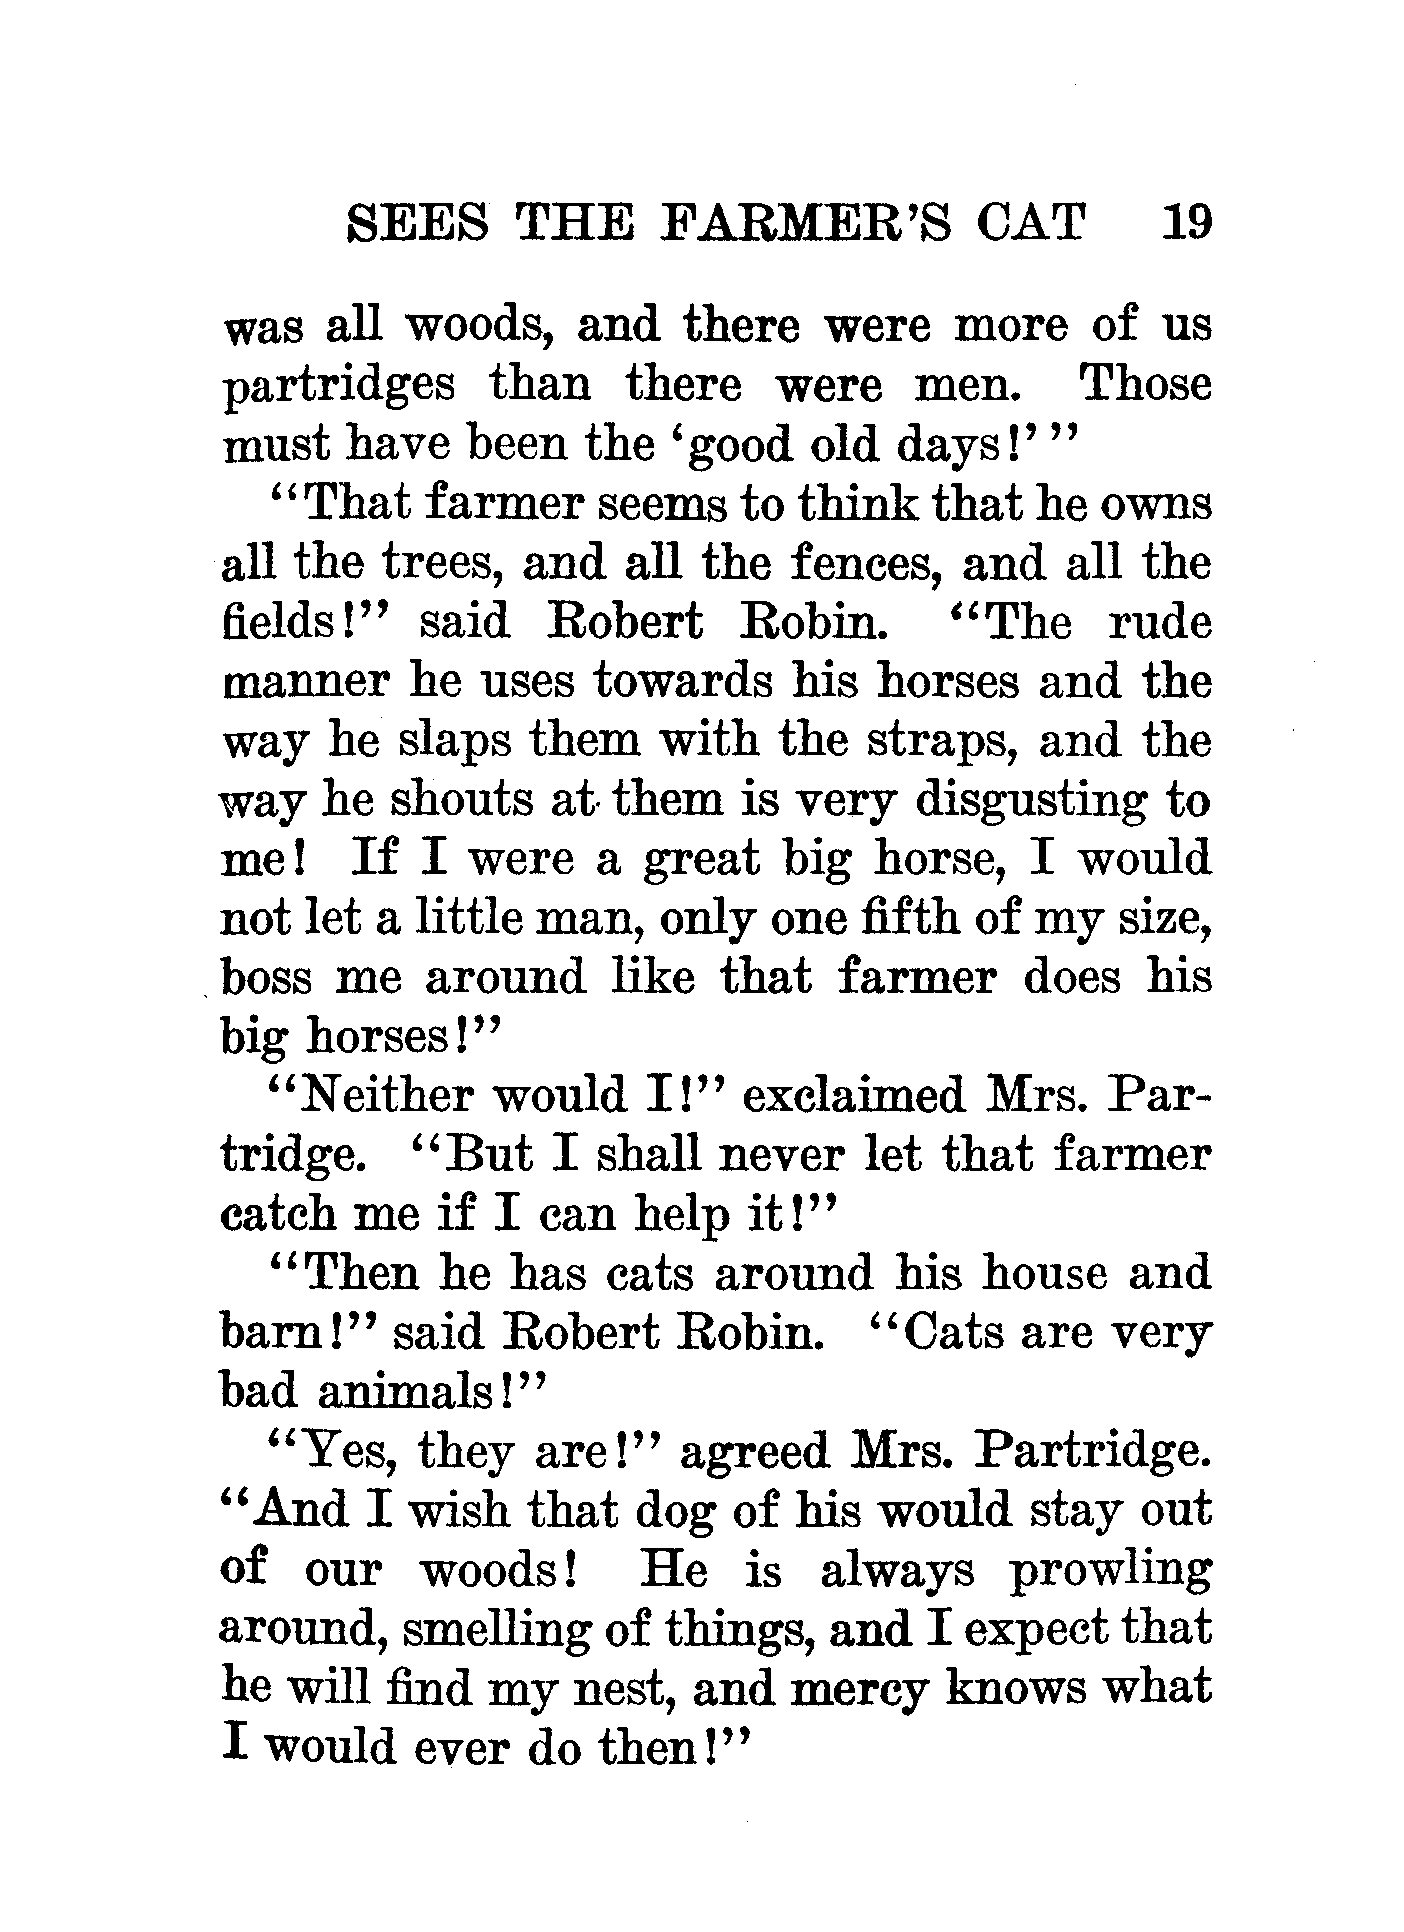 SEES THE FARMER'S CAT 19
was all woods, and there were more of us
partridges than there were men. Those
must have been the 'good old days!' "
"That farmer seems to think that he owns
all the trees, and all the fences, and all the
fields!" said Robert Robin. "The rude
manner he uses towards his horses and the
way he slaps them with the straps, and the
way he shouts at them is very disgusting to
me! If I were a great big horse, I would
not let a little man, only one fifth of my size,
boss me around like that farmer does his
big horses!"
"Neither would I!" exclaimed Mrs. Par-
tridge. "But I shall never let that farmer
catch me if I can help it!"
"Then he has cats around his house and
barn!" said Robert Robin. "Cats are very
bad animals!"
"Yes, they are!" agreed Mrs. Partridge.
"And I wish that dog of his would stay out
of our woods! He is always prowling
around, smelling of things, and I expect that
he will find my nest, and mercy knows what
I would ever do then!"